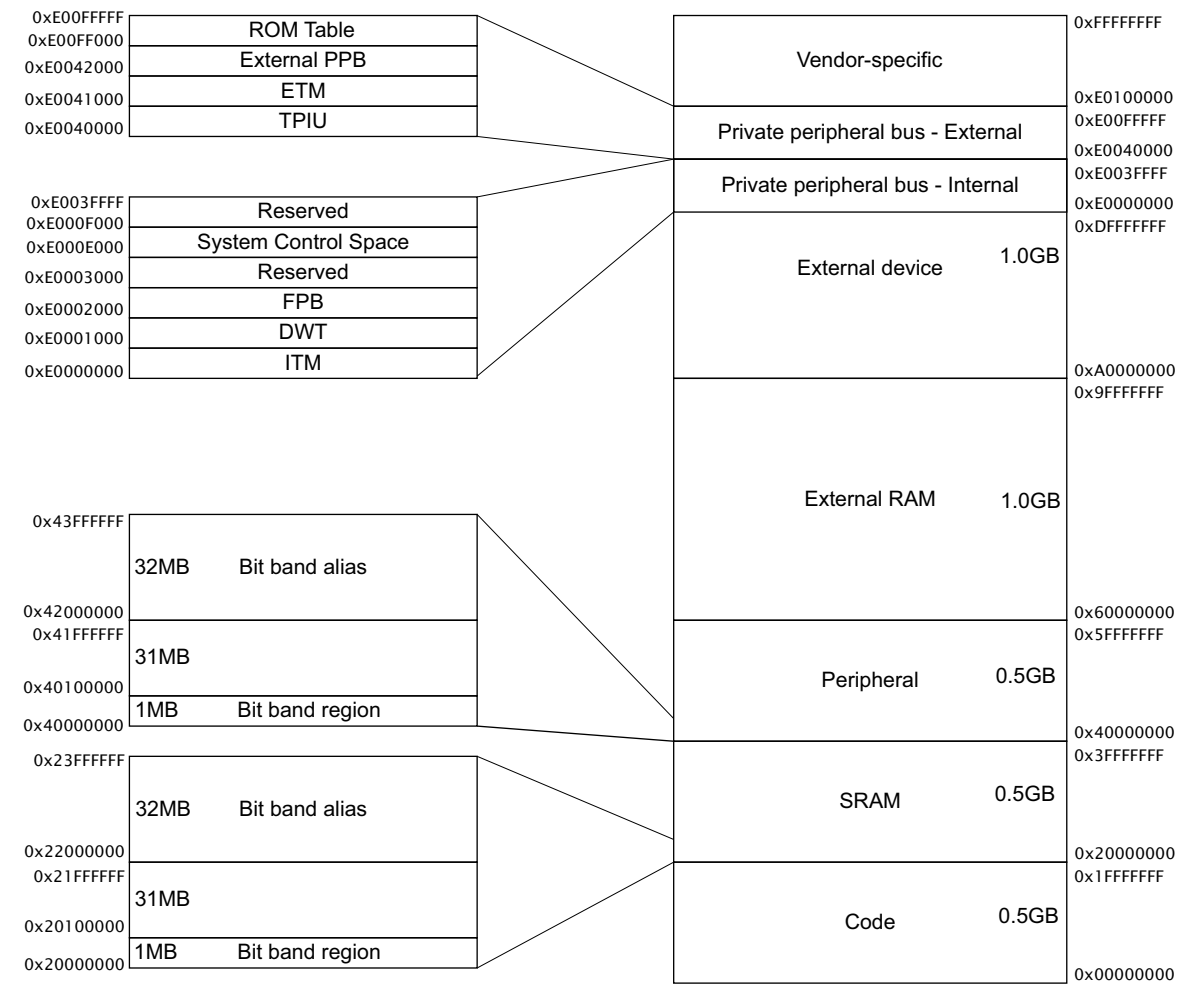 0xE00FFFFF
ROM Table
0xE00FF000
External PPB
0xE0042000
ETM
0xE0041000
TPIU
0xE0040000
0xE003FFFF
Reserved
0xE000F000
System Control Space
0xE000E000
Reserved
0xE0003000
FPB
0xE0002000
DWT
0xE0001000
ITM
0xE0000000
0x43FFFFFF
32MB Bit band alias
0x42000000
0x41FFFFFF
31MB
0x40100000
1MB Bit band region
0x40000000
0x23FFFFFF
32MB Bit band alias
0x22000000
0x21FFFFFF
31MB
0x20100000
1MB Bit band region
0x20000000
0xFFFFFFFF
Vendor-specific
0xE0100000
0xE00FFFFF
Private peripheral bus - External
0xE0040000
0xE003FFFF
Private peripheral bus - Internal
0xE0000000
0xDFFFFFFF
External device 1.0GB
0xA0000000
0x9FFFFFFF
External RAM 1.0GB
0x60000000
0x5FFFFFFF
Peripheral 0.5GB
0x40000000
0x3FFFFFFF
SRAM 0.5GB
0x20000000
0x1FFFFFFF
Code 0.5GB
0x00000000